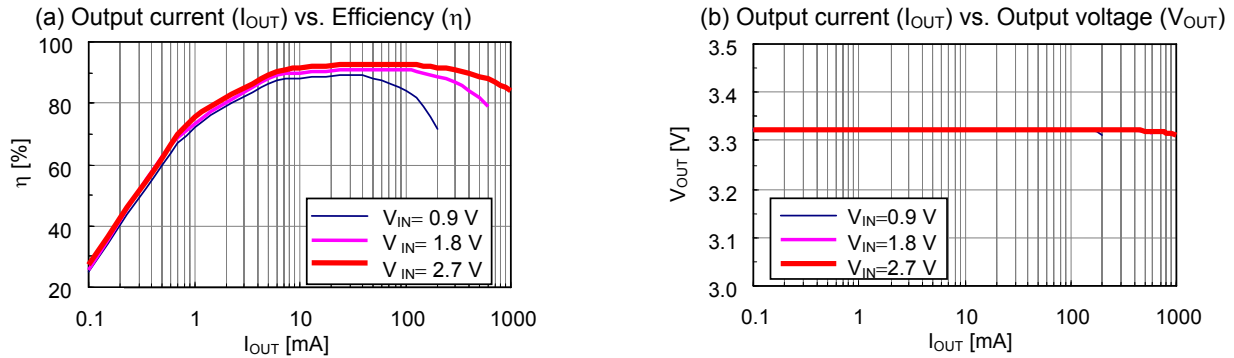 (a) Output current (IOUT) vs. Efficiency (η)
100
80
60
40
20
η [%]
VIN= 0.9 V
VIN= 1.8 V
VIN= 2.7 V
0.1 1 10 100 1000
IOUT [mA]
(b) Output current (IOUT) vs. Output voltage (VOUT)
3.5
3.4
3.3
3.2
3.1
3.0
VOUT [V]
VIN=0.9 V
VIN=1.8 V
VIN=2.7 V
0.1 1 10 100 1000
IOUT [mA]